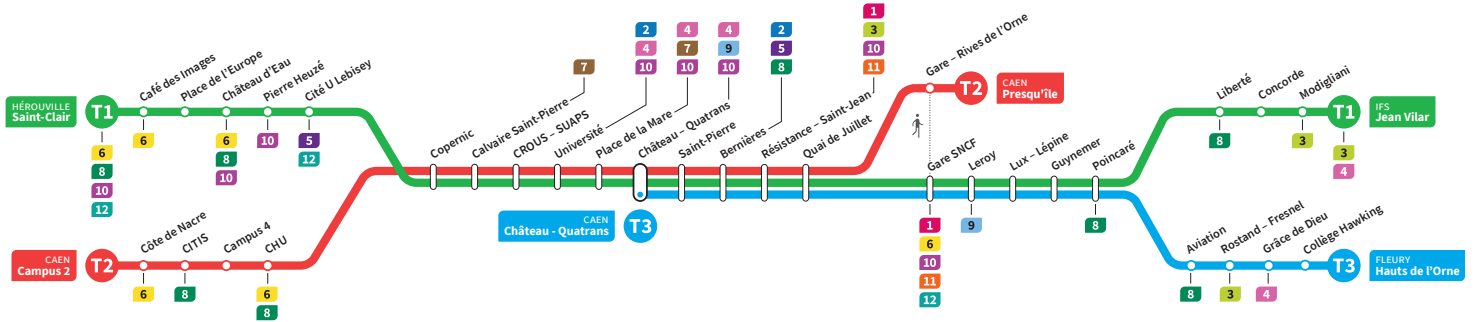 HÉROUVILLE
Saint-Clair
T1
6
8
10
12
Café des Images
6
Place de l'Europe
Château d'Eau
6
8
10
Pierre Heuzé
10
Cité U Lebisey
5
12
CAEN
Campus 2
T2
Côte de Nacre
6
CITIS
8
Campus 4
CHU
6
8
Copernic
Calvaire Saint-Pierre
7
CROUS – SUAPS
Université
2
4
10
Place de la Mare
4
7
10
Château – Quatrans
4
9
10
CAEN
Château - Quatrans
T3
Saint-Pierre
Bernières
2
5
8
Résistance – Saint-Jean
1
3
10
11
Quai de Juillet
Gare – Rives de l'Orne
T2
CAEN
Presqu'île
Gare SNCF
1
6
10
11
12
Leroy
9
Lux – Lépine
Guynemer
Poincaré
8
Liberté
8
Concorde
Modigliani
3
T1
3
4
IFS
Jean Vilar
Aviation
8
Rostand – Fresnel
3
Grâce de Dieu
4
Collège Hawking
T3
FLEURY
Hauts de l'Orne